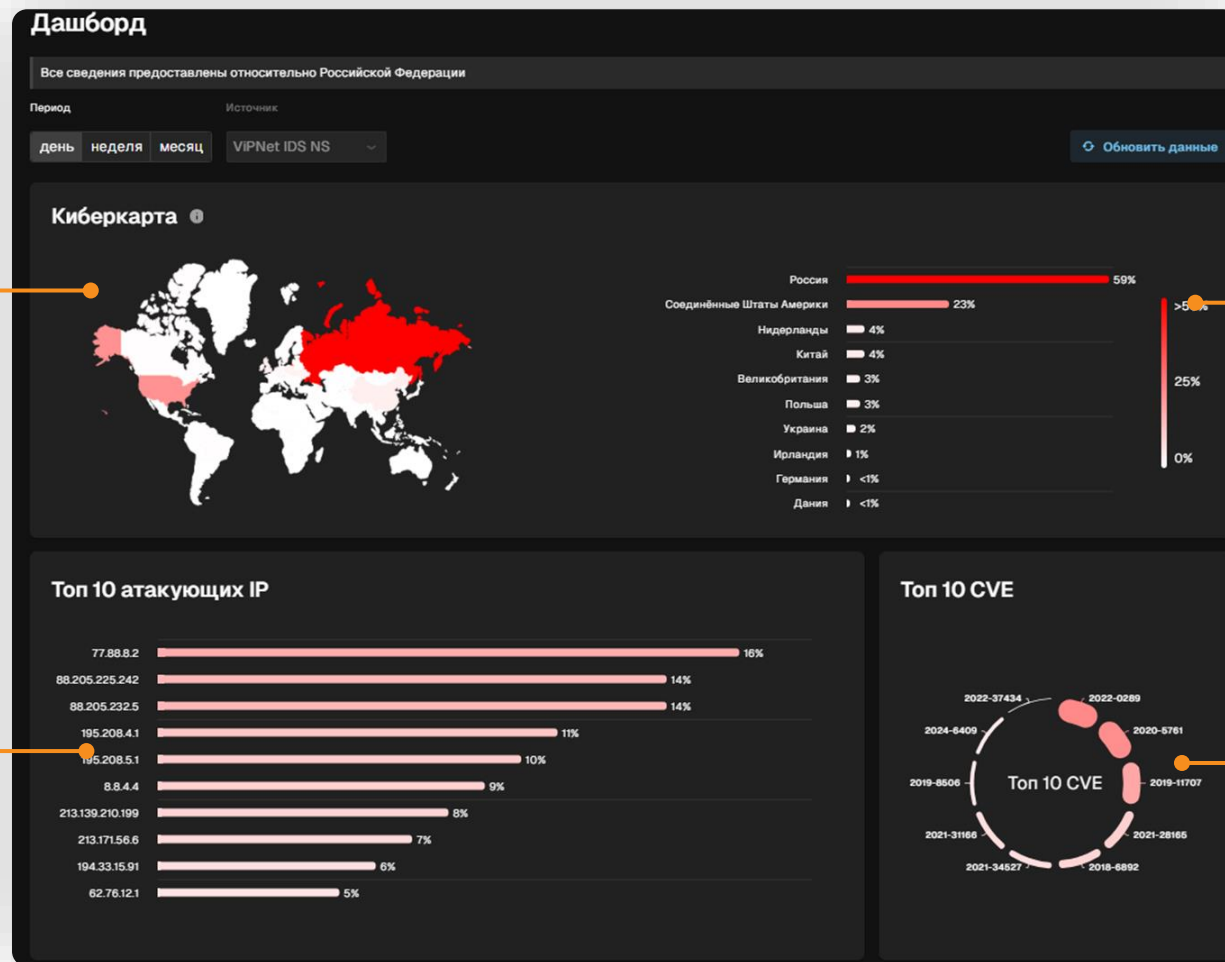 Дашборд
Все сведения предоставлены относительно Российской Федерации
Период
Источник
день неделя месяц
ViPNet IDS NS
Обновить данные
Киберкарта
Россия 59%
Соединённые Штаты Америки 23%
Нидерланды 4%
Китай 4%
Великобритания 3%
Польша 3%
Украина 2%
Ирландия 1%
Германия <1%
Дания <1%
25%
0%
Топ 10 атакующих IP
77.88.8.2 16%
88.205.225.242 14%
88.205.232.5 14%
195.208.4.1 11%
195.208.5.1 10%
8.8.4.4 9%
213.139.210.199 8%
213.171.56.6 7%
194.33.15.91 6%
62.76.12.1 5%
Топ 10 CVE
2022-37434
2022-0289
2024-6409
2020-5761
2019-8506
Топ 10 CVE
2019-11707
2021-31166
2021-28165
2021-34527
2018-6892